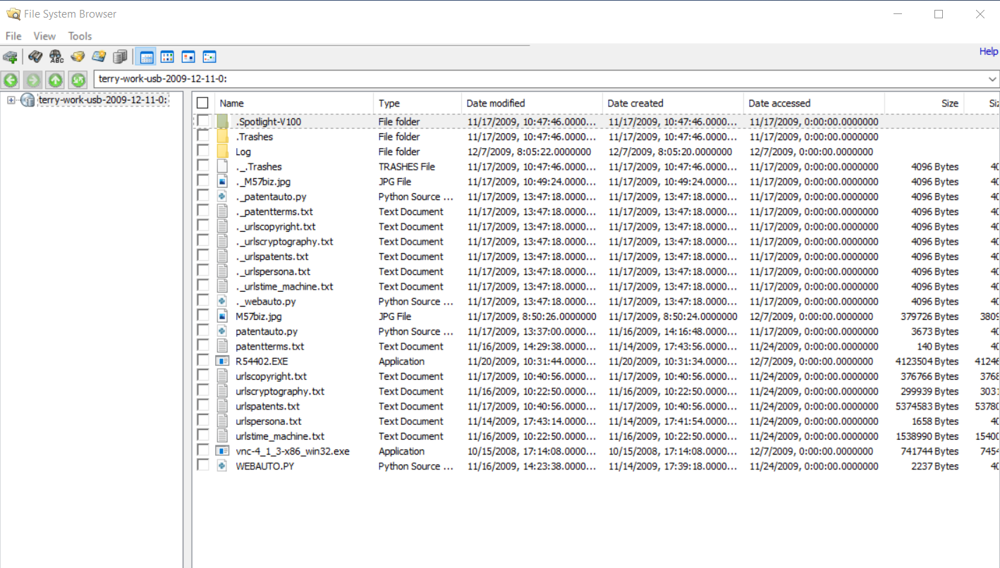 File System Browser
File View Tools
Help
terry-work-usb-2009-12-11-0:
terry-work-usb-2009-12-11-0:
Name Type Date modified Date created Date accessed Size Siz
.Spotlight-V100 File folder 11/17/2009, 10:47:46.0000... 11/17/2009, 10:47:46.0000... 11/17/2009, 0:00:00.0000000
.Trashes File folder 11/17/2009, 10:47:46.0000... 11/17/2009, 10:47:46.0000... 11/17/2009, 0:00:00.0000000
Log File folder 12/7/2009, 8:05:22.0000000 12/7/2009, 8:05:20.0000000 12/7/2009, 0:00:00.0000000
._.Trashes TRASHES File 11/17/2009, 10:47:46.0000... 11/17/2009, 10:47:46.0000... 11/17/2009, 0:00:00.0000000 4096 Bytes 40
._M57biz.jpg JPG File 11/17/2009, 10:49:24.0000... 11/17/2009, 10:49:24.0000... 11/17/2009, 0:00:00.0000000 4096 Bytes 40
._patentauto.py Python Source ... 11/17/2009, 13:47:18.0000... 11/17/2009, 13:47:18.0000... 11/17/2009, 0:00:00.0000000 4096 Bytes 40
._patentterms.txt Text Document 11/17/2009, 13:47:18.0000... 11/17/2009, 13:47:18.0000... 11/17/2009, 0:00:00.0000000 4096 Bytes 40
._urlscopyright.txt Text Document 11/17/2009, 13:47:18.0000... 11/17/2009, 13:47:18.0000... 11/17/2009, 0:00:00.0000000 4096 Bytes 40
._urlscryptography.txt Text Document 11/17/2009, 13:47:18.0000... 11/17/2009, 13:47:18.0000... 11/17/2009, 0:00:00.0000000 4096 Bytes 40
._urlspatents.txt Text Document 11/17/2009, 13:47:18.0000... 11/17/2009, 13:47:18.0000... 11/17/2009, 0:00:00.0000000 4096 Bytes 40
._urlspersona.txt Text Document 11/17/2009, 13:47:18.0000... 11/17/2009, 13:47:18.0000... 11/17/2009, 0:00:00.0000000 4096 Bytes 40
._urlstime_machine.txt Text Document 11/17/2009, 13:47:18.0000... 11/17/2009, 13:47:18.0000... 11/17/2009, 0:00:00.0000000 4096 Bytes 40
._webauto.py Python Source ... 11/17/2009, 13:47:18.0000... 11/17/2009, 13:47:18.0000... 11/17/2009, 0:00:00.0000000 4096 Bytes 40
M57biz.jpg JPG File 11/17/2009, 8:50:26.0000000 11/17/2009, 8:50:24.0000000 12/7/2009, 0:00:00.0000000 379726 Bytes 3809
patentauto.py Python Source ... 11/17/2009, 13:37:00.0000... 11/16/2009, 14:16:48.0000... 11/17/2009, 0:00:00.0000000 3673 Bytes 40
patentterms.txt Text Document 11/16/2009, 14:29:38.0000... 11/14/2009, 17:43:56.0000... 11/24/2009, 0:00:00.0000000 140 Bytes 40
R54402.EXE Application 11/20/2009, 10:31:44.0000... 11/20/2009, 10:31:34.0000... 12/7/2009, 0:00:00.0000000 4123504 Bytes 41246
urlscopyright.txt Text Document 11/17/2009, 10:40:56.0000... 11/17/2009, 10:40:56.0000... 11/24/2009, 0:00:00.0000000 376766 Bytes 3768
urlscryptography.txt Text Document 11/16/2009, 10:22:50.0000... 11/16/2009, 10:22:50.0000... 11/24/2009, 0:00:00.0000000 299939 Bytes 3031
urlspatents.txt Text Document 11/17/2009, 10:40:56.0000... 11/17/2009, 10:40:56.0000... 11/24/2009, 0:00:00.0000000 5374583 Bytes 53780
urlspersona.txt Text Document 11/14/2009, 17:43:14.0000... 11/14/2009, 17:41:54.0000... 11/24/2009, 0:00:00.0000000 1658 Bytes 40
urlstime_machine.txt Text Document 11/16/2009, 10:22:50.0000... 11/16/2009, 10:22:50.0000... 11/24/2009, 0:00:00.0000000 1538990 Bytes 15400
vnc-4_1_3-x86_win32.exe Application 10/15/2008, 17:14:08.0000... 10/15/2008, 17:14:08.0000... 12/7/2009, 0:00:00.0000000 741744 Bytes 7454
WEBAUTO.PY Python Source ... 11/16/2009, 14:23:38.0000... 11/14/2009, 17:39:18.0000... 11/24/2009, 0:00:00.0000000 2237 Bytes 40